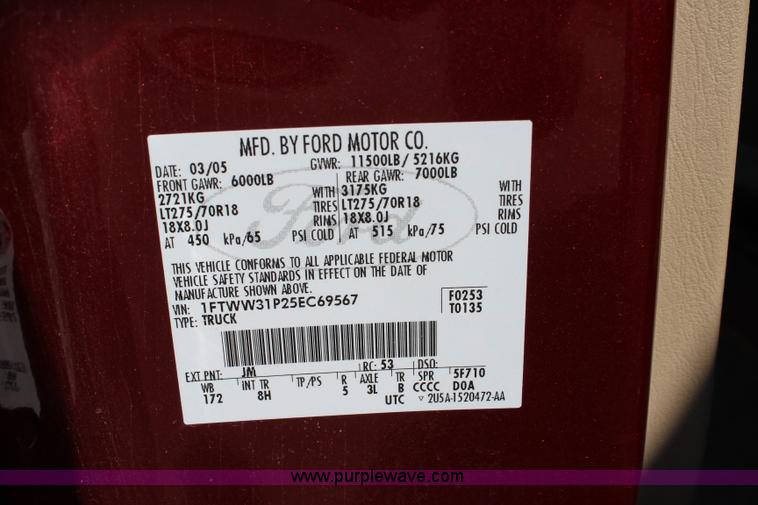 MFD. BY FORD MOTOR CO.
DATE: 03/05 GVWR: 11500LB/ 5216KG
FRONT GAWR: 6000LB REAR GAWR: 7000LB
2721KG WITH 3175KG WITH
LT275/70R18 TIRES LT275/70R18 TIRES
18X8.0J RIMS 18X8.0J RIMS
AT 450 kPa/65 PSI COLD AT 515 kPa/75 PSI COLD
Ford
THIS VEHICLE CONFORMS TO ALL APPLICABLE FEDERAL MOTOR
VEHICLE SAFETY STANDARDS IN EFFECT ON THE DATE OF
MANUFACTURE SHOWN ABOVE.
VIN: 1FTWW31P25EC69567 F0253
TYPE: TRUCK T0135
EXT PNT: JM RC: 53 DSO:
WB INT TR TP/PS R AXLE TR SPR 5F710
172 8H 5 3L B CCCC D0A
UTC ▽ 2U5A-1520472-AA
www.purplewave.com